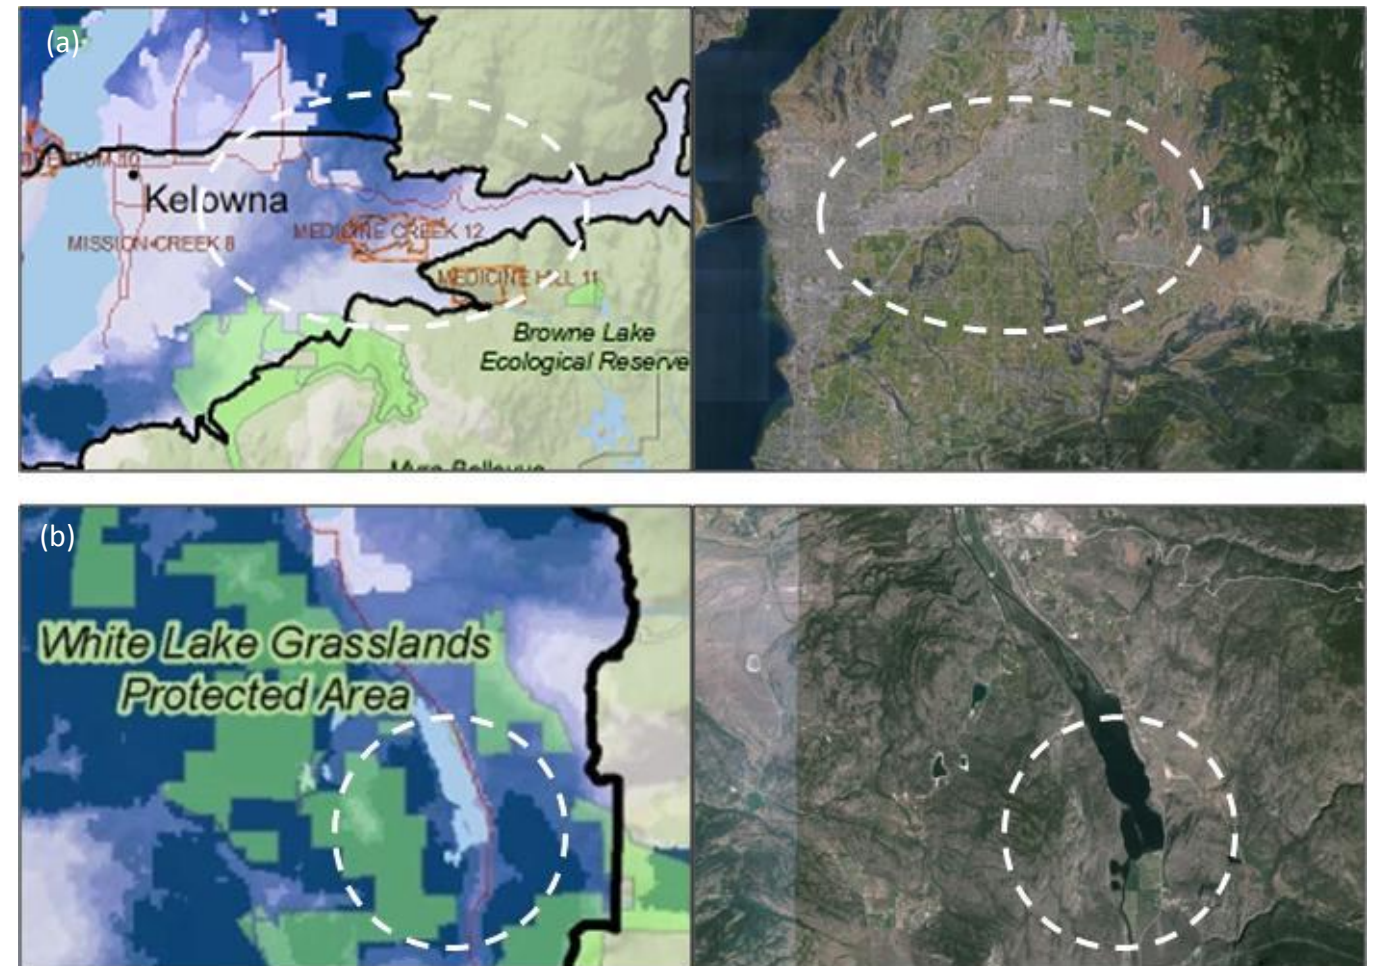 (a)
Kelowna
MEDICINE CREEK 12
MISSION CREEK 8
MEDICINE HILL 11
Browne Lake
Ecological Reserve
(b)
White Lake Grasslands
Protected Area